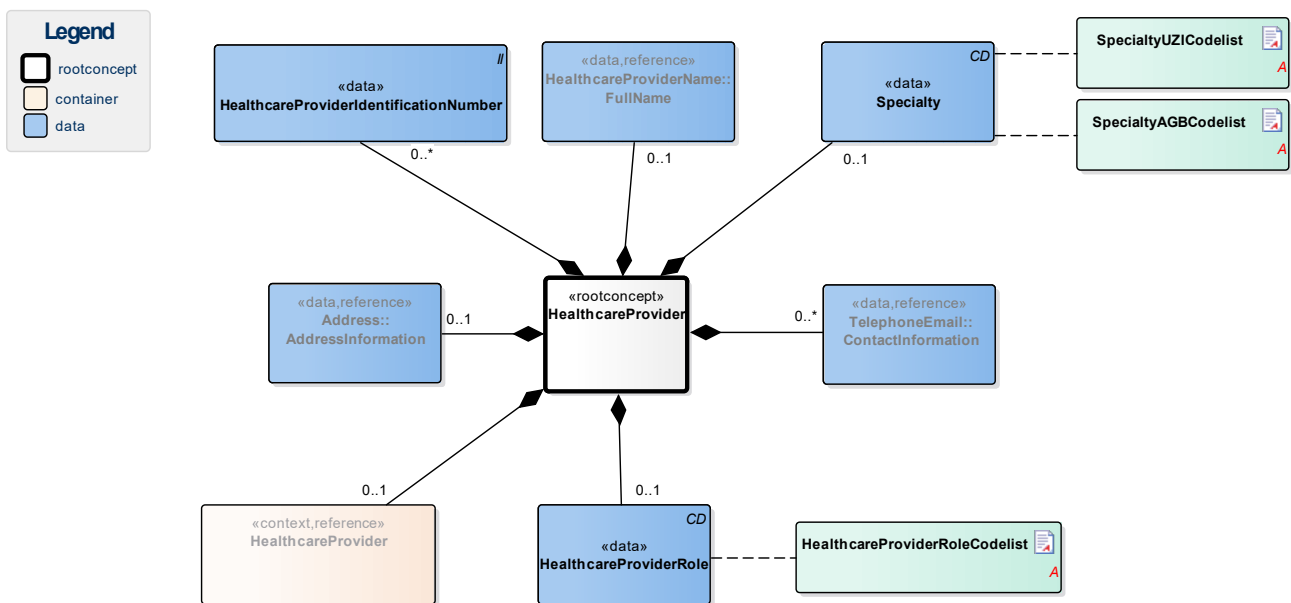 Legend
rootconcept
container
data
II
«data»
HealthcareProviderIdentificationNumber
0..*
«data,reference»
HealthcareProviderName::
FullName
0..1
CD
«data»
Specialty
0..1
SpecialtyUZICodelist
A
SpecialtyAGBCodelist
A
«data,reference»
Address::
AddressInformation
0..1
«rootconcept»
HealthcareProvider
0..*
«data,reference»
TelephoneEmail::
ContactInformation
0..1
«context,reference»
HealthcareProvider
0..1
CD
«data»
HealthcareProviderRole
HealthcareProviderRoleCodelist
A